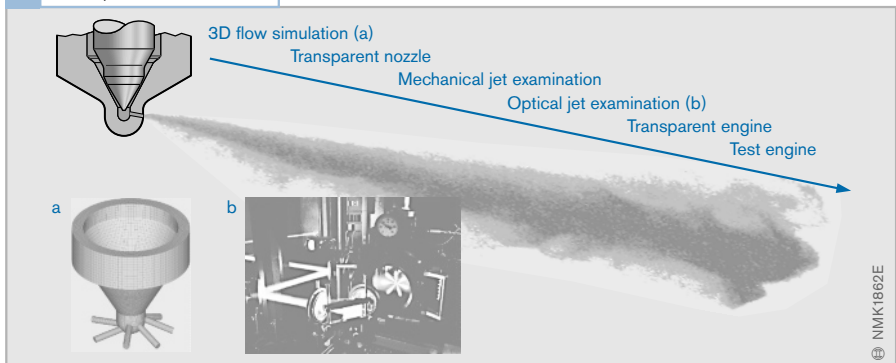 3D flow simulation (a)
Transparent nozzle
Mechanical jet examination
Optical jet examination (b)
Transparent engine
Test engine
a
b
NMK1862E